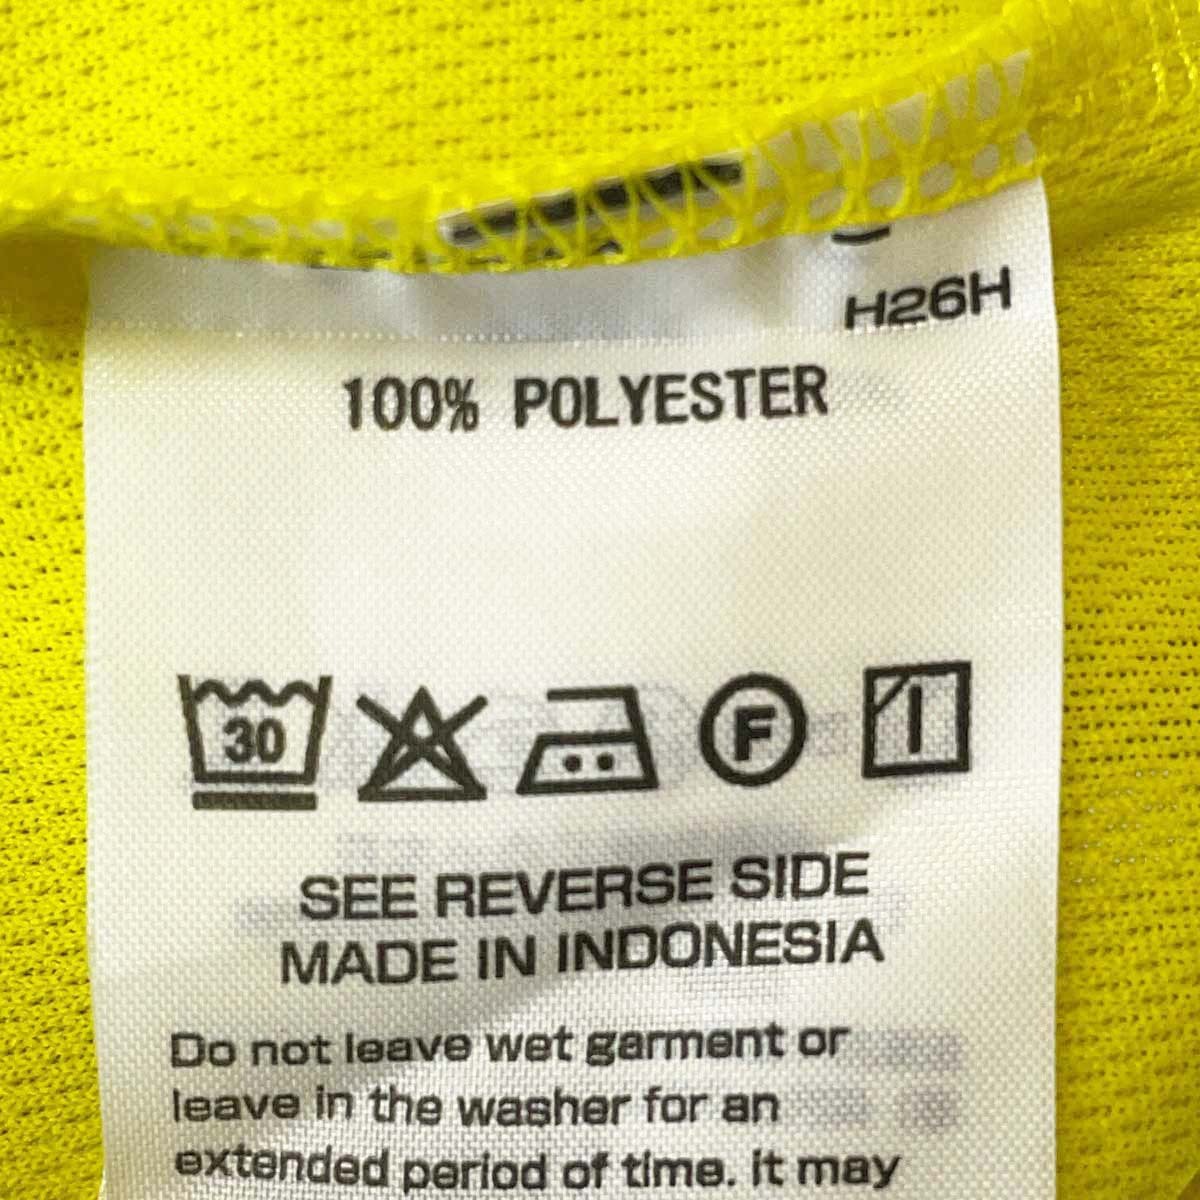 H26H
100% POLYESTER
30
F
SEE REVERSE SIDE
MADE IN INDONESIA
Do not leave wet garment or
leave in the washer for an
extended period of time. It may